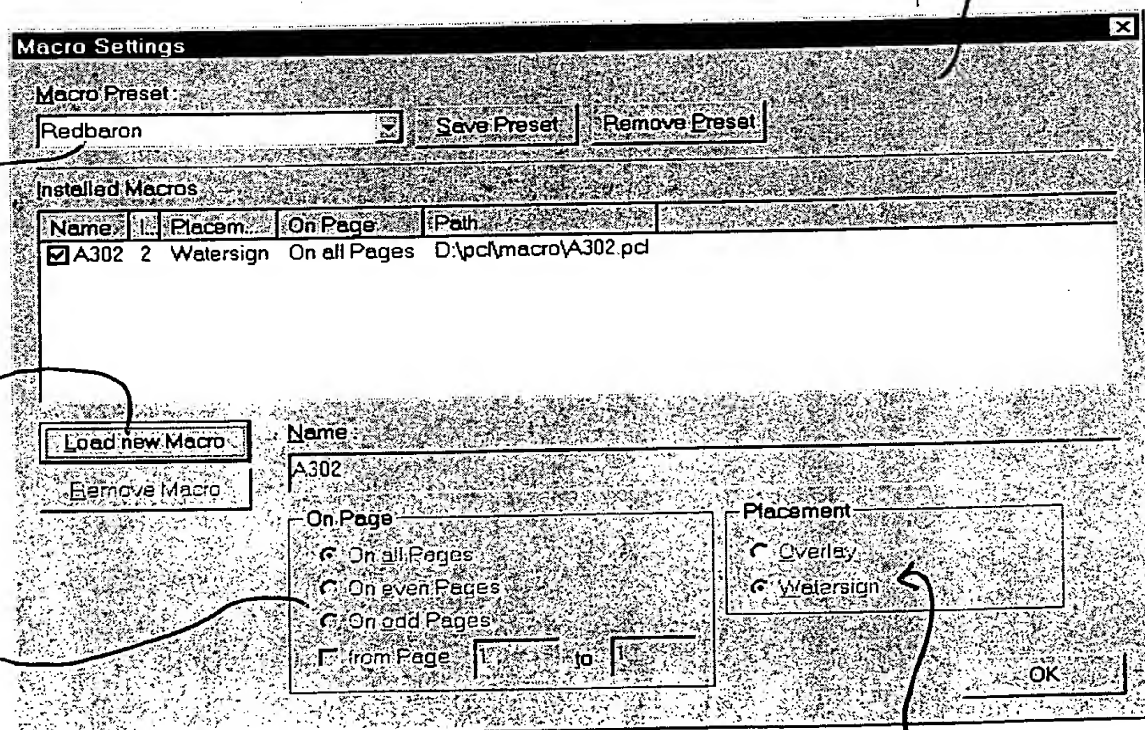 Macro Settings
Macro Preset:
Redbaron Save Preset Remove Preset
Installed Macros
Name I... Placem... On Page Path
A302 2 Watersign On all Pages D:\pcl\macro\A302.pcl
Load new Macro
Remove Macro
Name:
A302
On Page
On all Pages
On even Pages
On odd Pages
from Page 1 to 1
Placement
Overlay
Watersign
OK